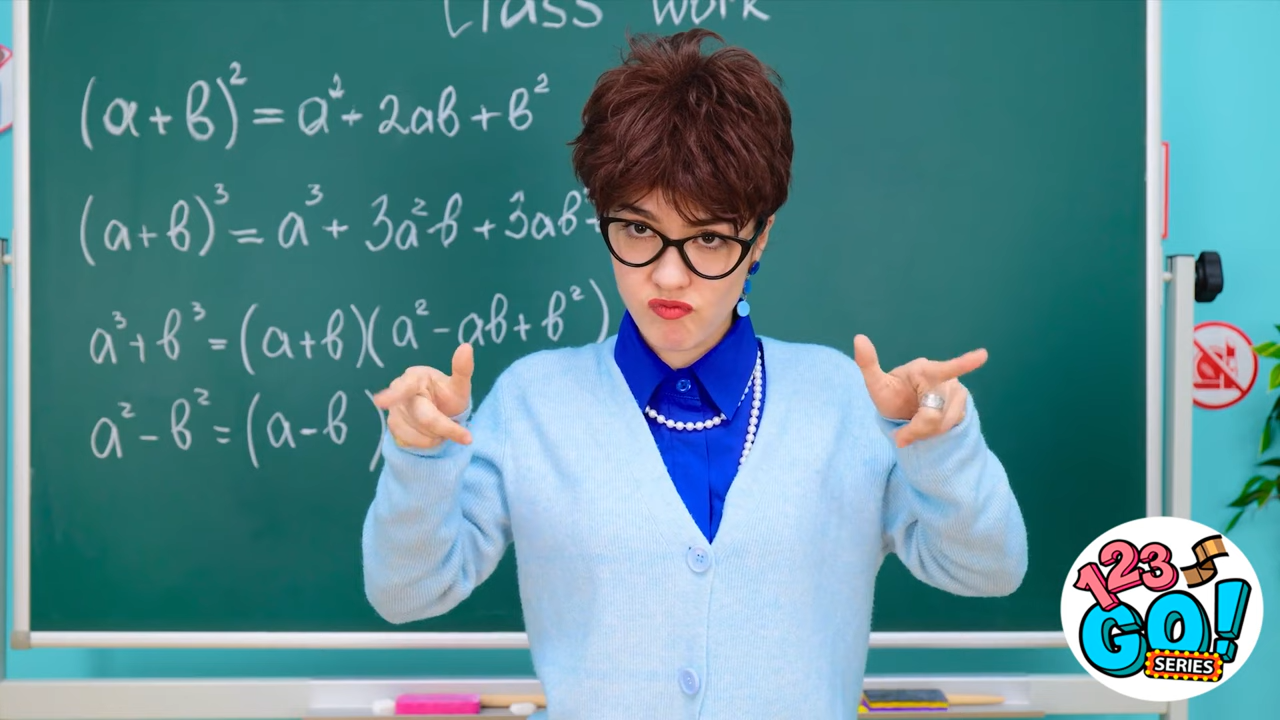 Class work
(a+b)² = a² + 2ab + b²
(a+b)³ = a³ + 3a²b + 3ab
a³ + b³ = (a+b)(a² - ab + b²)
a² - b² = (a-b)
123
GO!
SERIES